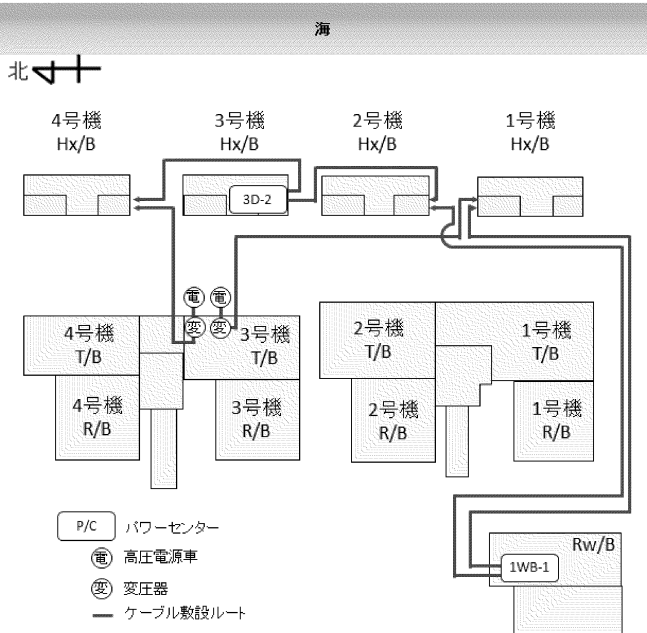 海
北
4号機
Hx/B
3号機
Hx/B
2号機
Hx/B
1号機
Hx/B
3D-2
電
電
変
変
4号機
T/B
3号機
T/B
2号機
T/B
1号機
T/B
4号機
R/B
3号機
R/B
2号機
R/B
1号機
R/B
P/C
パワーセンター
電
高圧電源車
変
変圧器
ケーブル敷設ルート
Rw/B
1WB-1